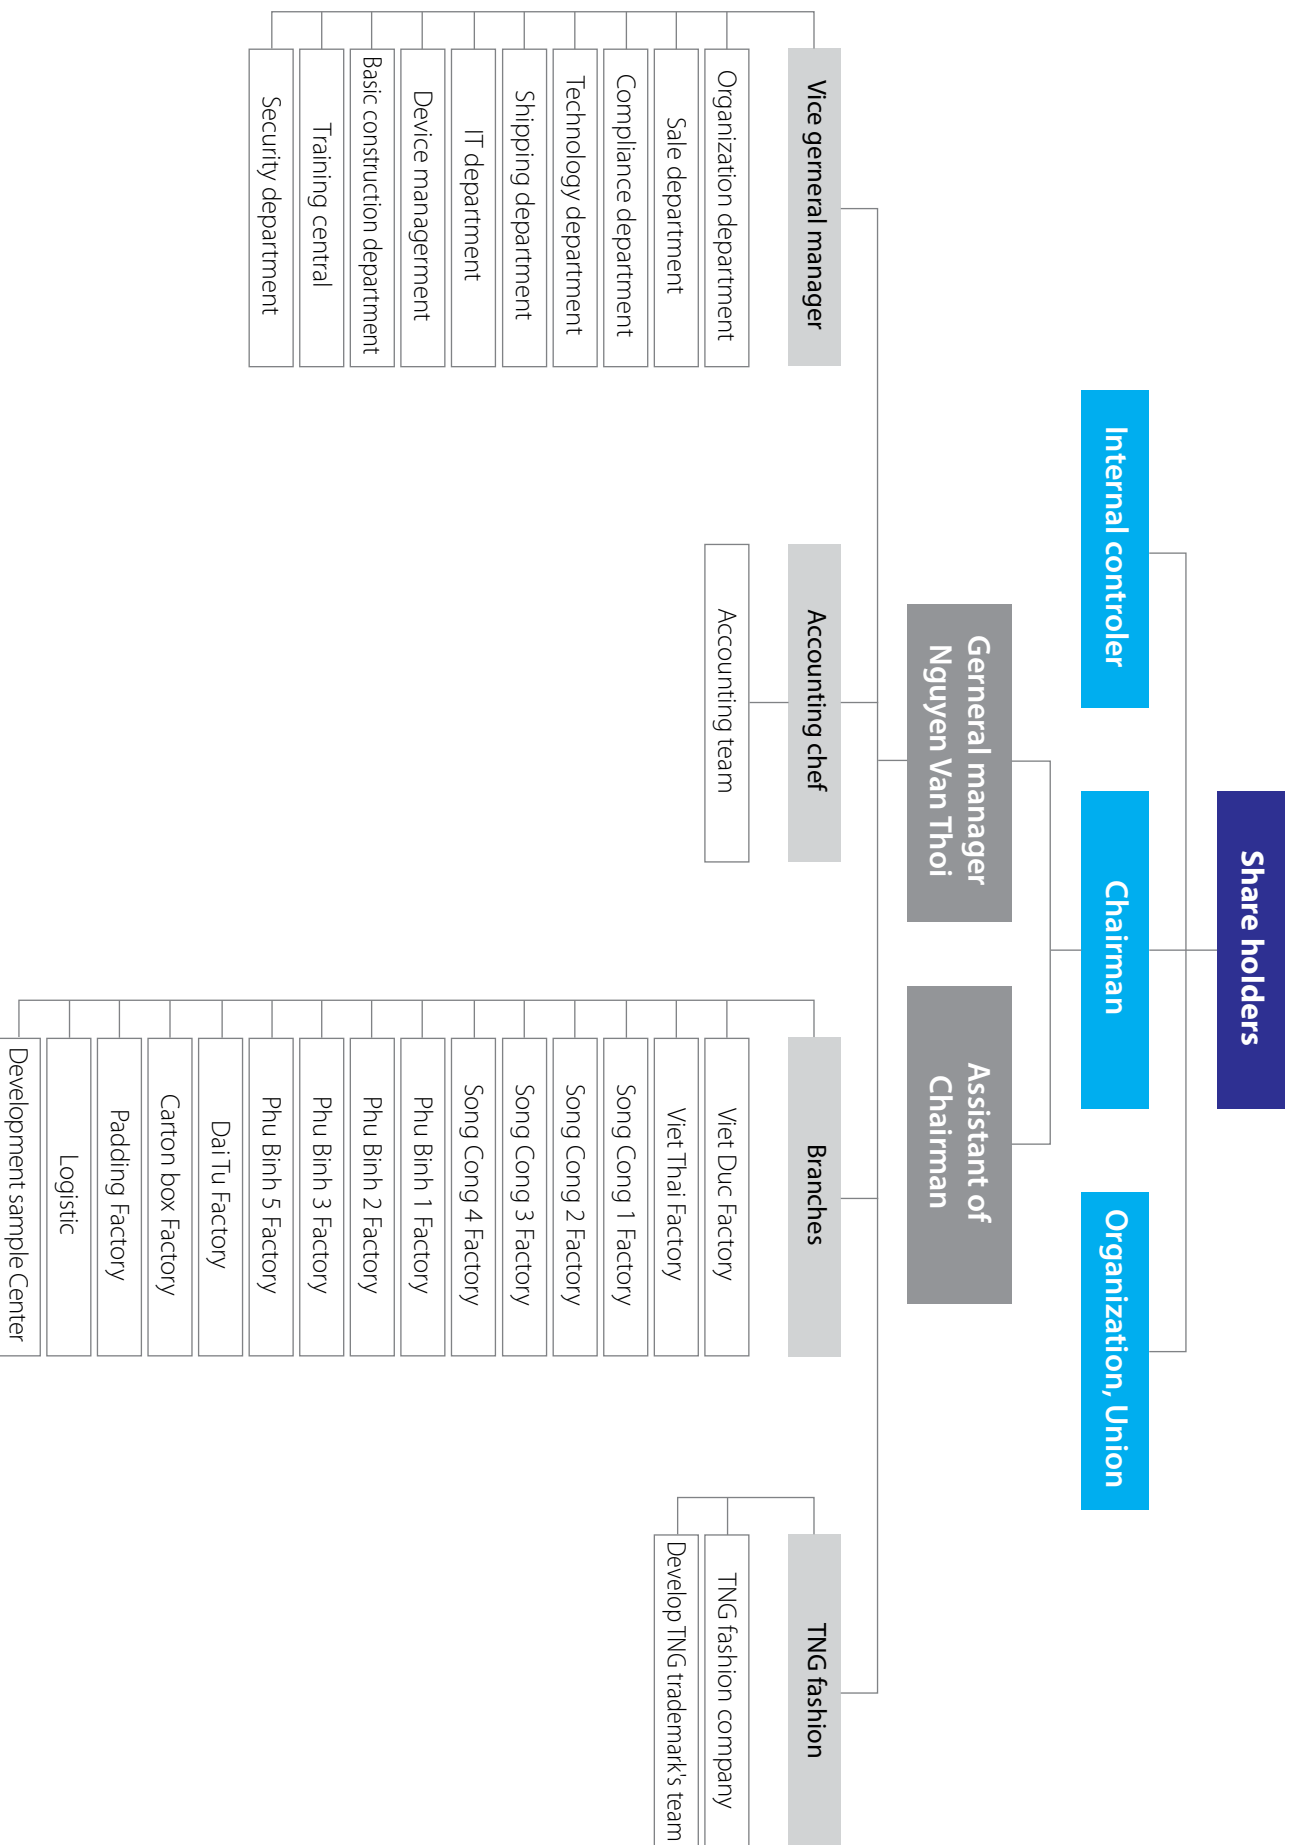 Share holders
Internal controler
Chairman
Organization, Union
Gerneral manager
Nguyen Van Thoi
Assistant of
Chairman
Vice gerneral manager
Organization department
Sale department
Compliance department
Technology department
Shipping department
IT department
Device managerment
Basic construction department
Training central
Security department
Accounting chef
Accounting team
Branches
Viet Duc Factory
Viet Thai Factory
Song Cong 1 Factory
Song Cong 2 Factory
Song Cong 3 Factory
Song Cong 4 Factory
Phu Binh 1 Factory
Phu Binh 2 Factory
Phu Binh 3 Factory
Phu Binh 5 Factory
Dai Tu Factory
Carton box Factory
Padding Factory
Logistic
Development sample Center
TNG fashion
TNG fashion company
Develop TNG trademark's team